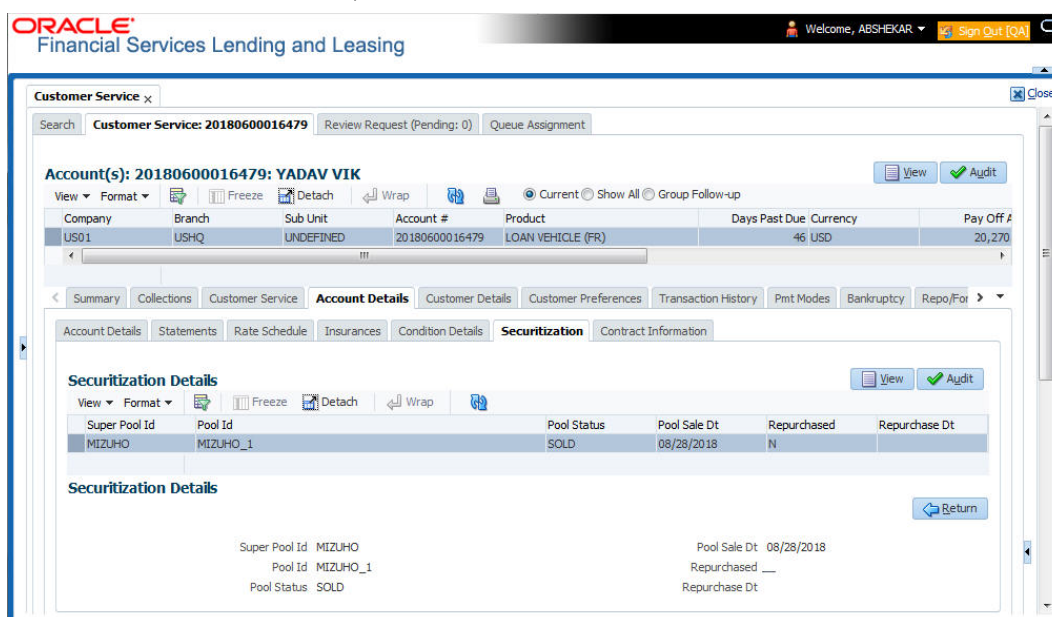 ORACLE
Financial Services Lending and Leasing
Welcome, ABSHEKAR Sign Out [QA]
Customer Service x Close
Search Customer Service: 20180600016479 Review Request (Pending: 0) Queue Assignment
Account(s): 20180600016479: YADAV VIK View Audit
View Format Freeze Detach Wrap Current Show All Group Follow-up
Company Branch Sub Unit Account # Product Days Past Due Currency Pay Off A
US01 USHQ UNDEFINED 20180600016479 LOAN VEHICLE (FR) 46 USD 20,270
Summary Collections Customer Service Account Details Customer Details Customer Preferences Transaction History Pmt Modes Bankruptcy Repo/For
Account Details Statements Rate Schedule Insurances Condition Details Securitization Contract Information
Securitization Details View Audit
View Format Freeze Detach Wrap
Super Pool Id Pool Id Pool Status Pool Sale Dt Repurchased Repurchase Dt
MIZUHO MIZUHO_1 SOLD 08/28/2018 N
Securitization Details
Return
Super Pool Id MIZUHO Pool Sale Dt 08/28/2018
Pool Id MIZUHO_1 Repurchased __
Pool Status SOLD Repurchase Dt